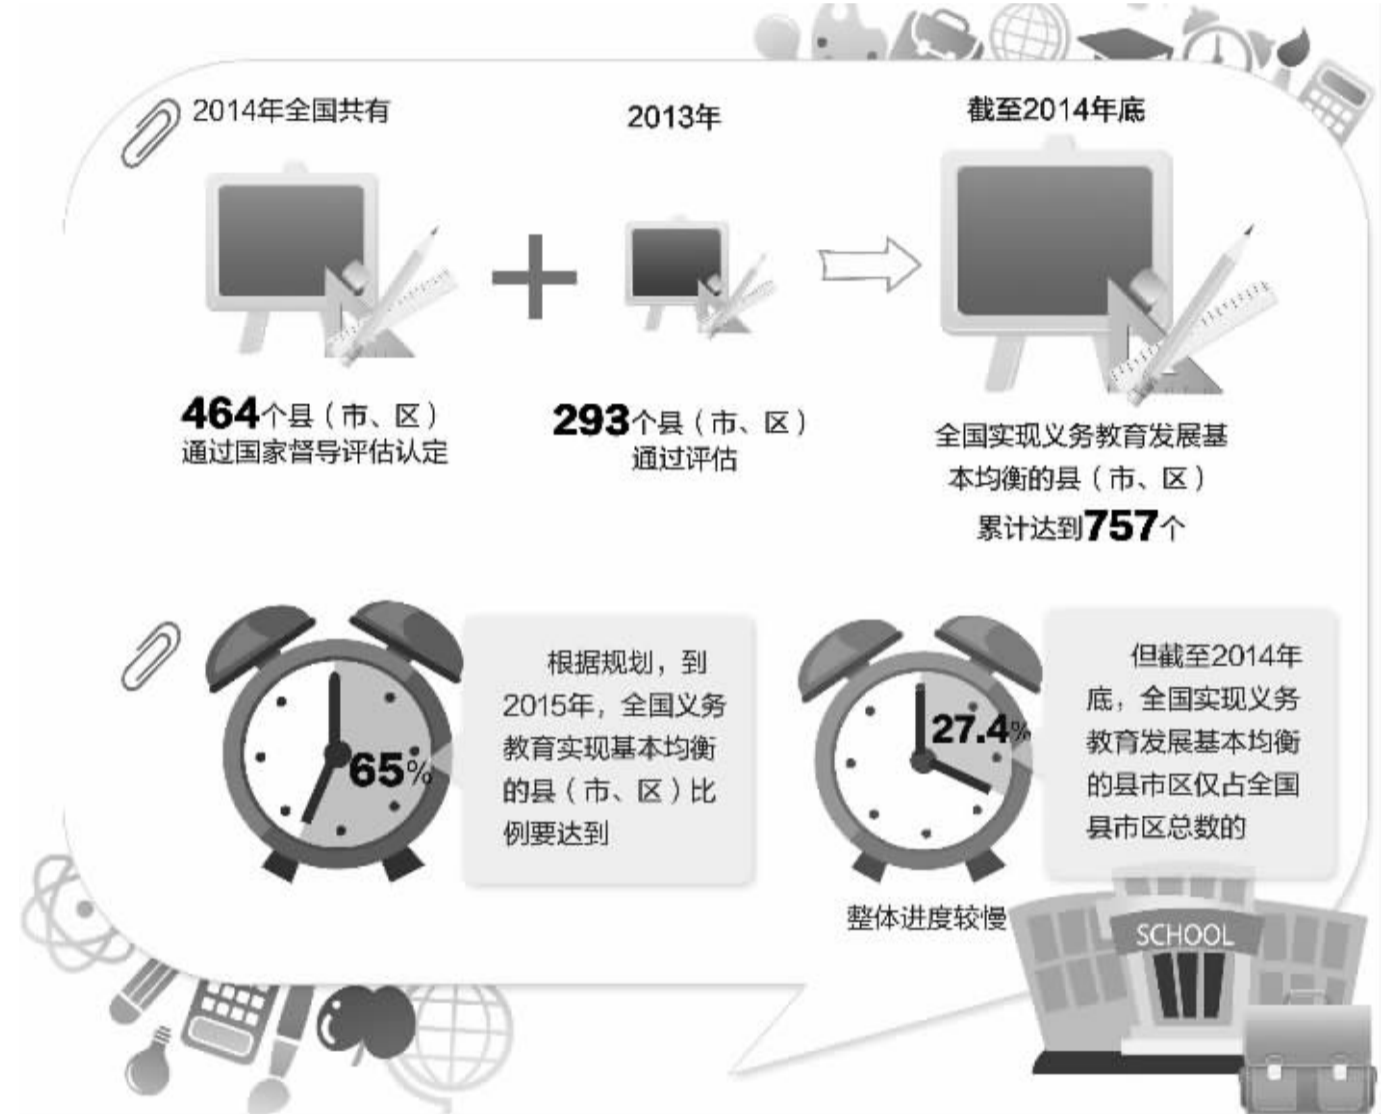 2014年全国共有
2013年
截至2014年底
464个县（市、区）
通过国家督导评估认定
293个县（市、区）
通过评估
全国实现义务教育发展基
本均衡的县（市、区）
累计达到757个
65%
根据规划，到
2015年，全国义务
教育实现基本均衡
的县（市、区）比
例要达到
27.4%
但截至2014年
底，全国实现义务
教育发展基本均衡
的县市区仅占全国
县市区总数的
整体进度较慢
SCHOOL